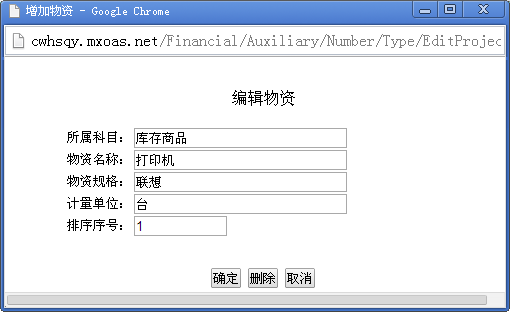 增加物资 - Google Chrome
cwhsqy.mxoas.net/Financial/Auxiliary/Number/Type/EditProjec
编辑物资
所属科目： 库存商品
物资名称： 打印机
物资规格： 联想
计量单位： 台
排序序号： 1
确定 删除 取消